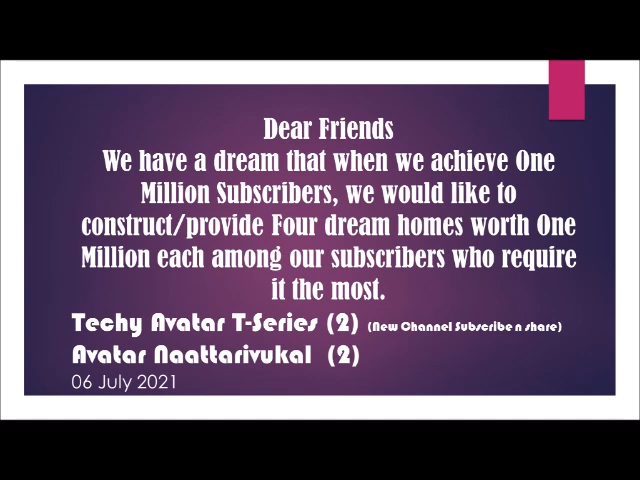 Dear Friends
We have a dream that when we achieve One
Million Subscribers, we would like to
construct/provide Four dream homes worth One
Million each among our subscribers who require
it the most.
Techy Avatar T-Series (2) (New Channel Subscribe n share)
Avatar Naattarivukal (2)
06 July 2021